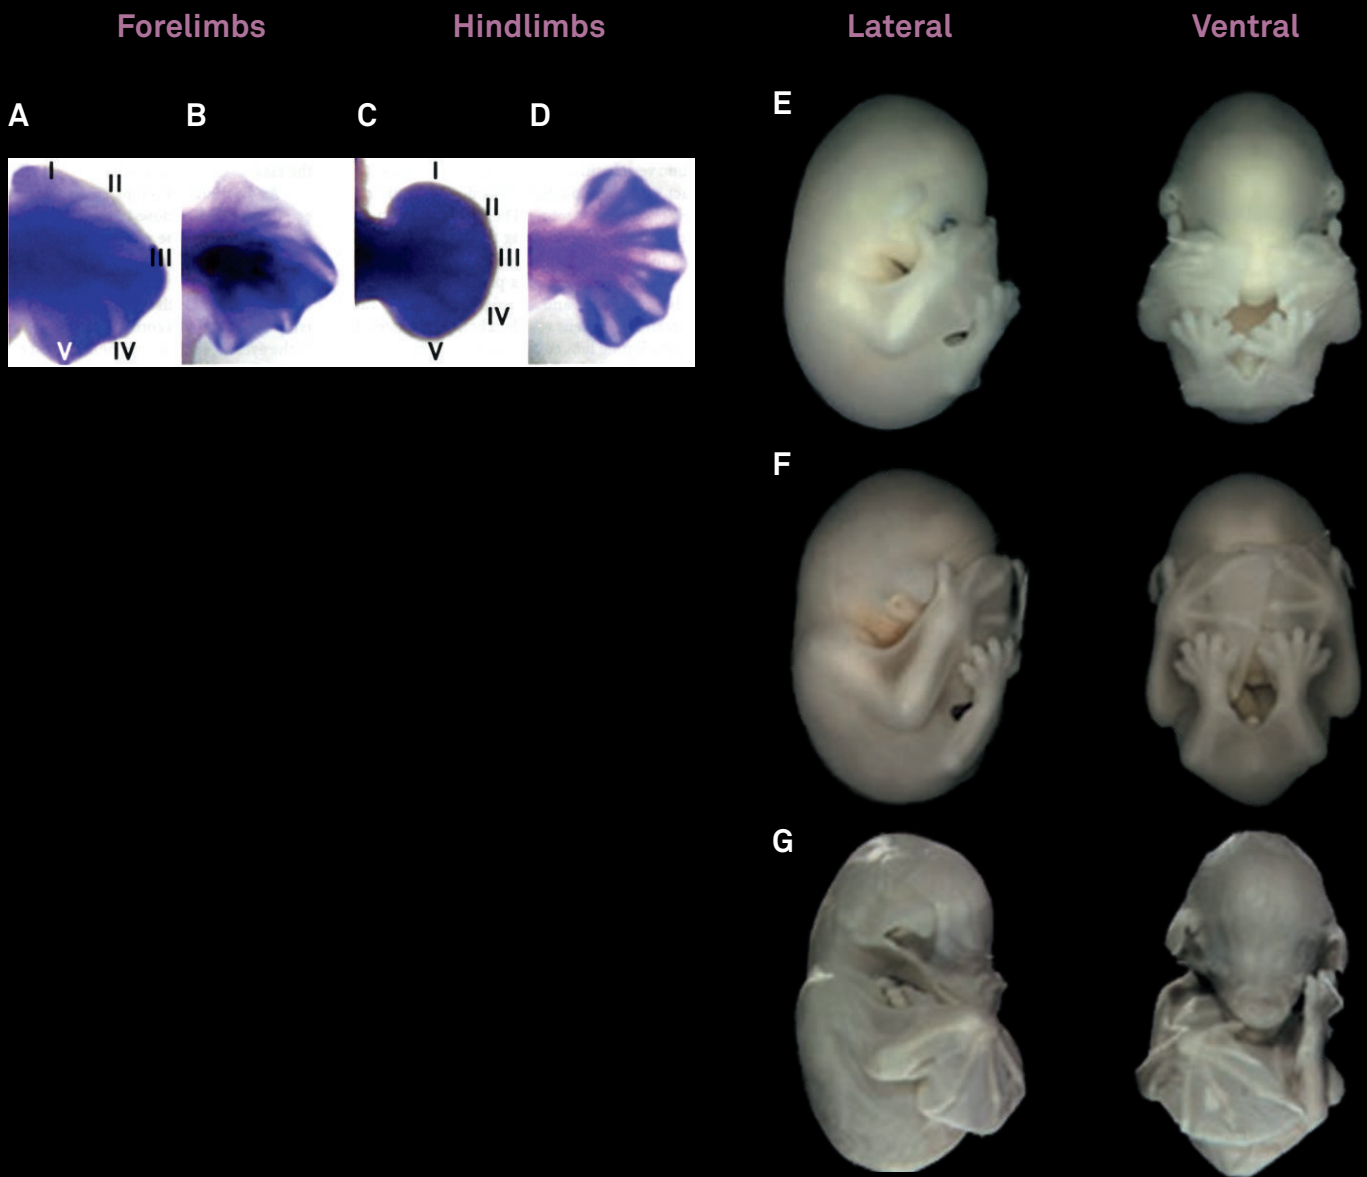 Forelimbs Hindlimbs Lateral Ventral
A B C D
E
I II III IV V
I II III IV V
F
G